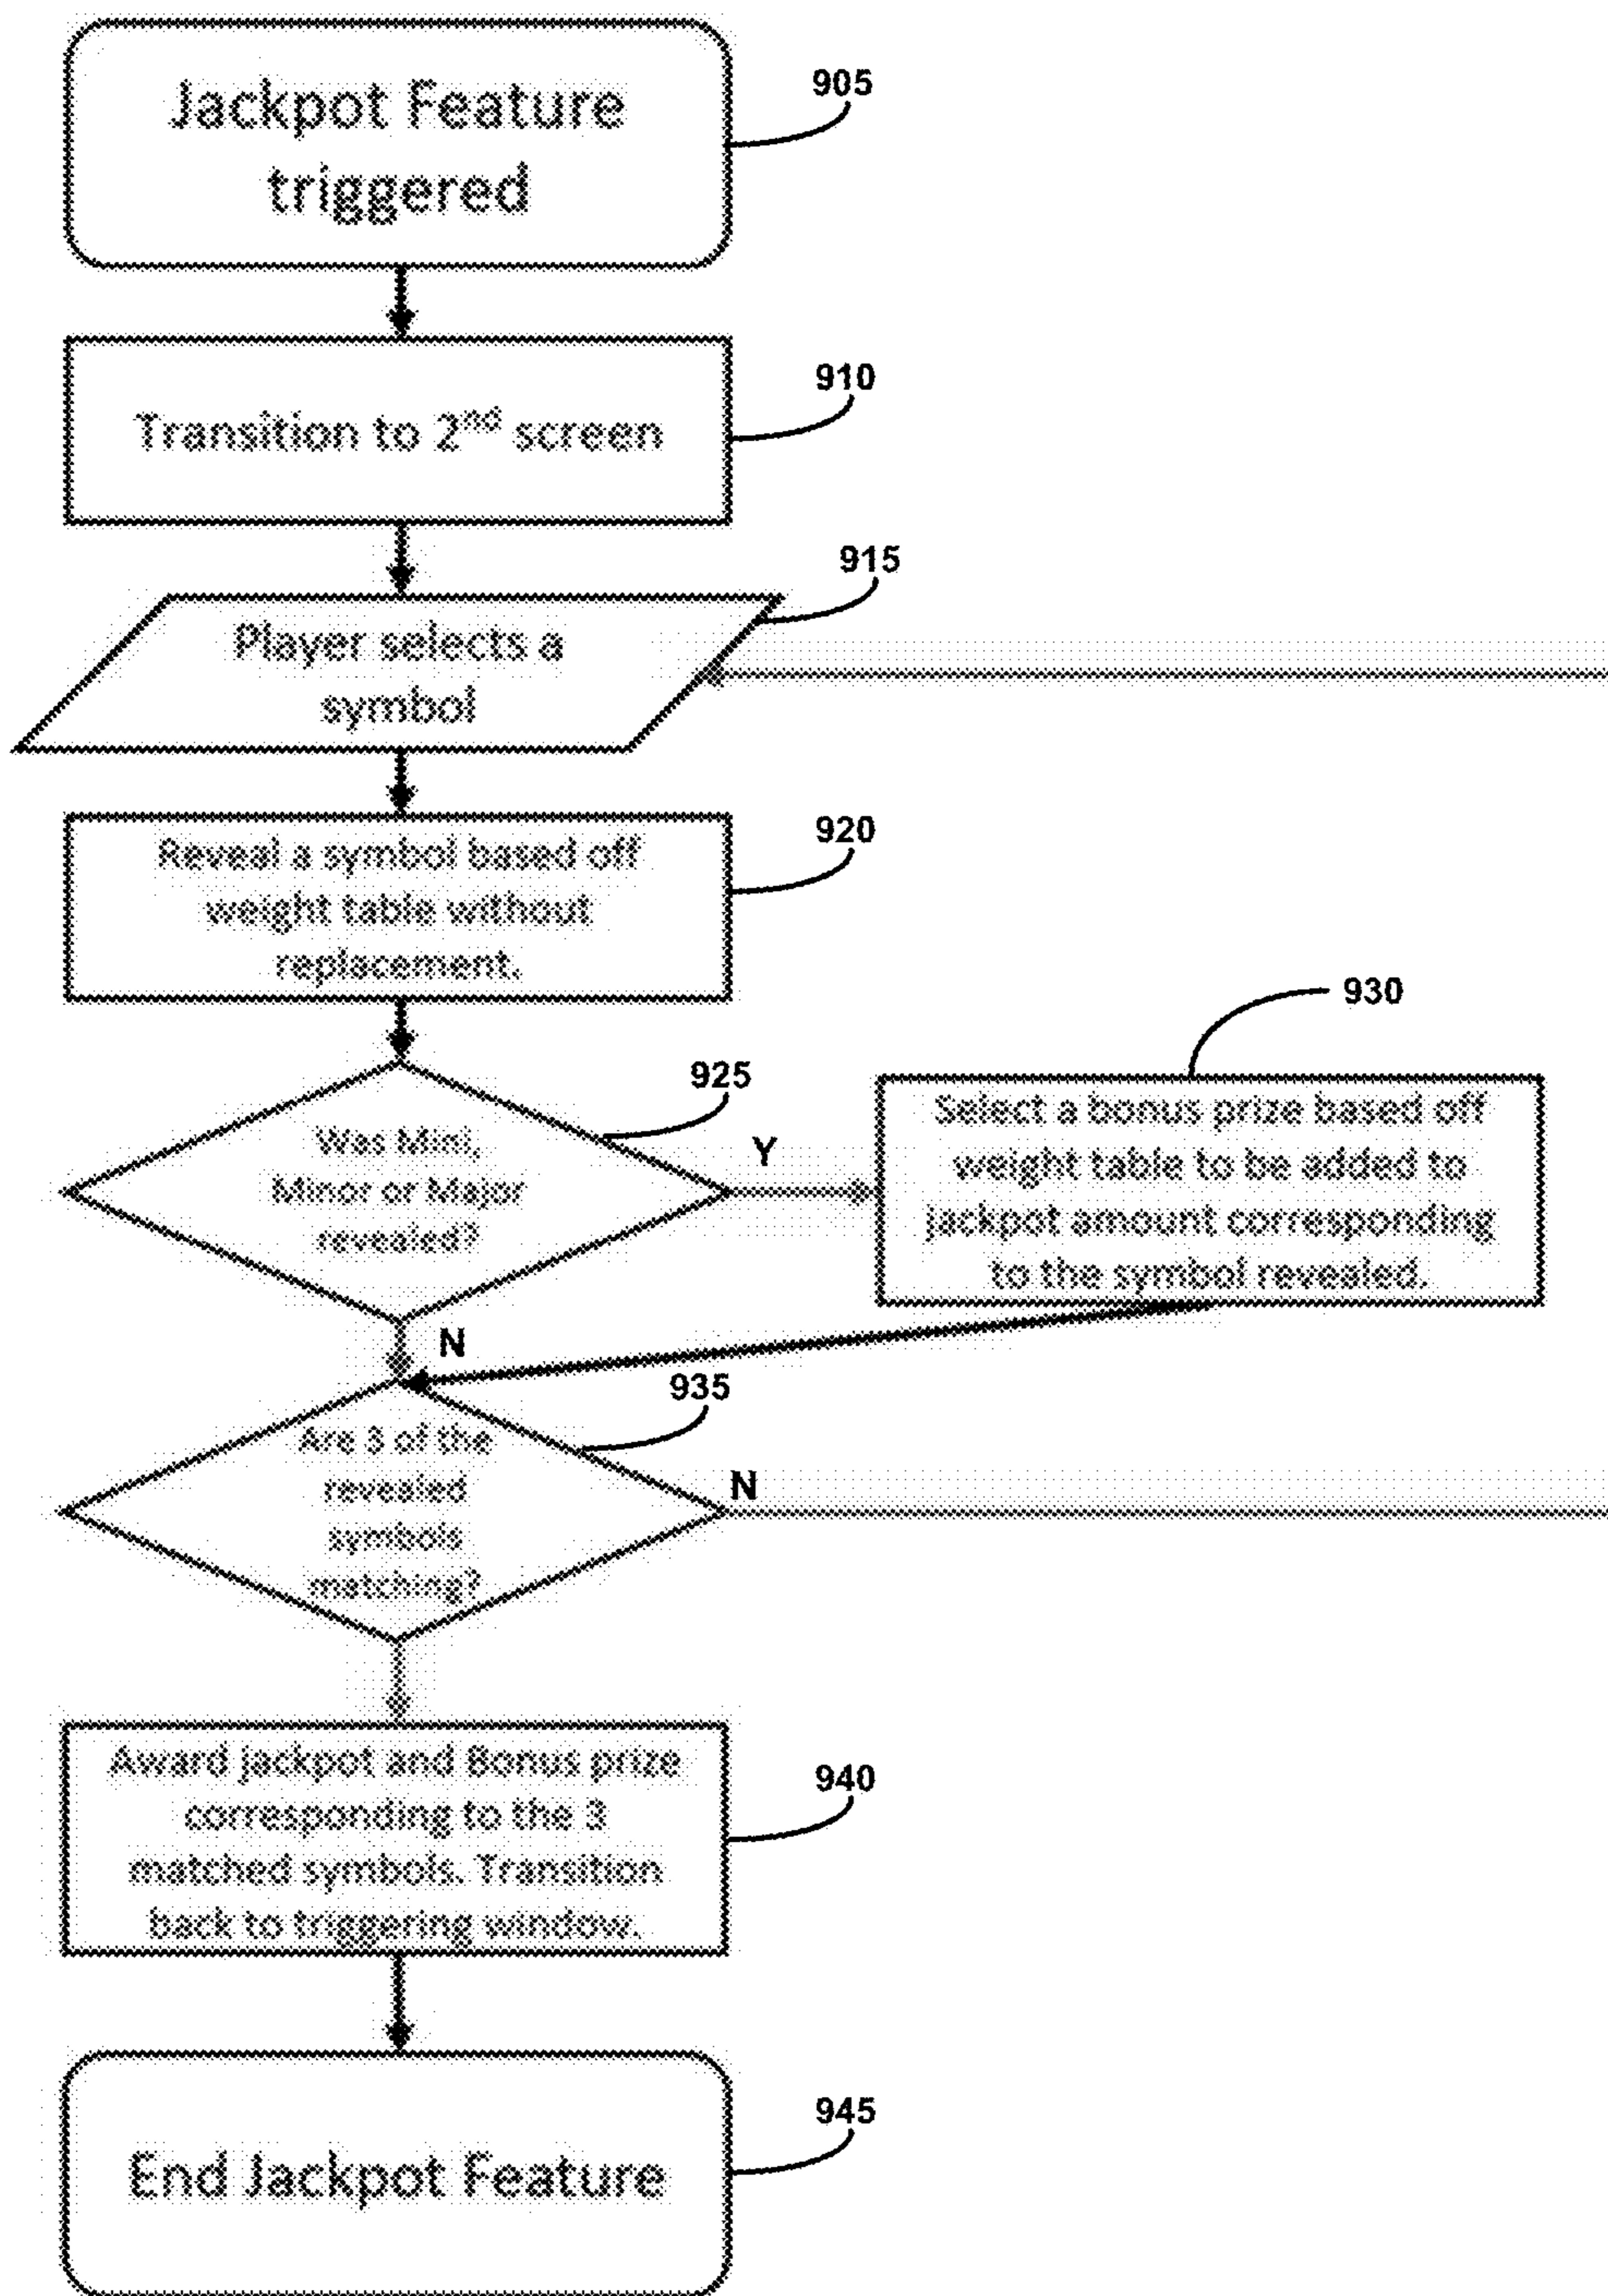 Jackpot Feature
triggered
905
Transition to 2nd screen
910
Player selects a
symbol
915
Reveal a symbol based off
weight table without
replacement.
920
Was Mini,
Minor or Major
revealed?
925
Y
N
Select a bonus prize based off
weight table to be added to
jackpot amount corresponding
to the symbol revealed.
930
Are 3 of the
revealed
symbols
matching?
935
N
Award jackpot and Bonus prize
corresponding to the 3
matched symbols. Transition
back to triggering window.
940
End Jackpot Feature
945